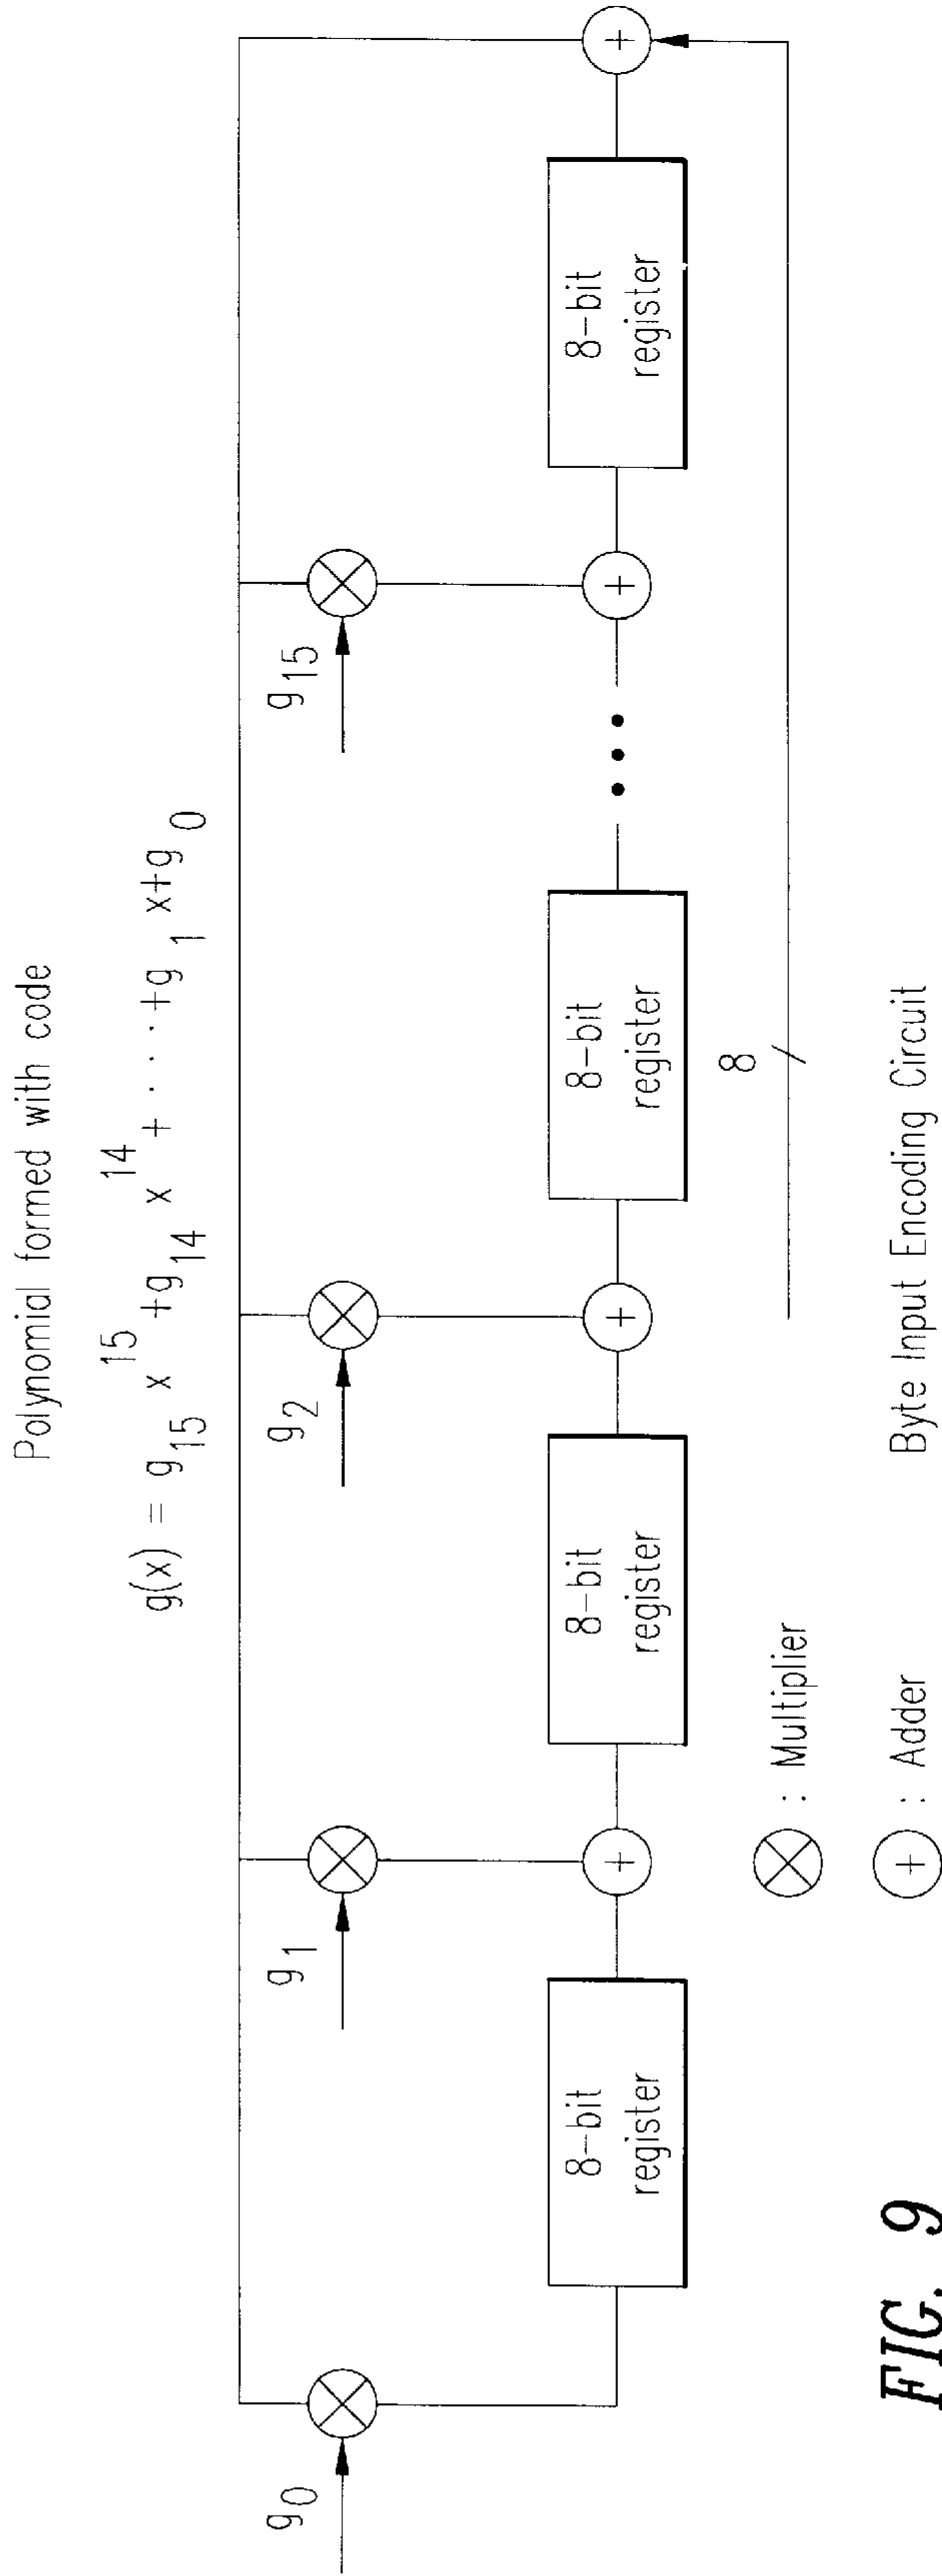 Polynomial formed with code
g(x) = g₁₅ x¹⁵ +g₁₄ x¹⁴ + ····· +g₁ x+g₀
g₀
g₁
g₂
g₁₅
8-bit
register
8-bit
register
8-bit
register
8-bit
register
+
+
+
+
8
: Multiplier
+ : Adder
Byte Input Encoding Circuit
FIG. 9